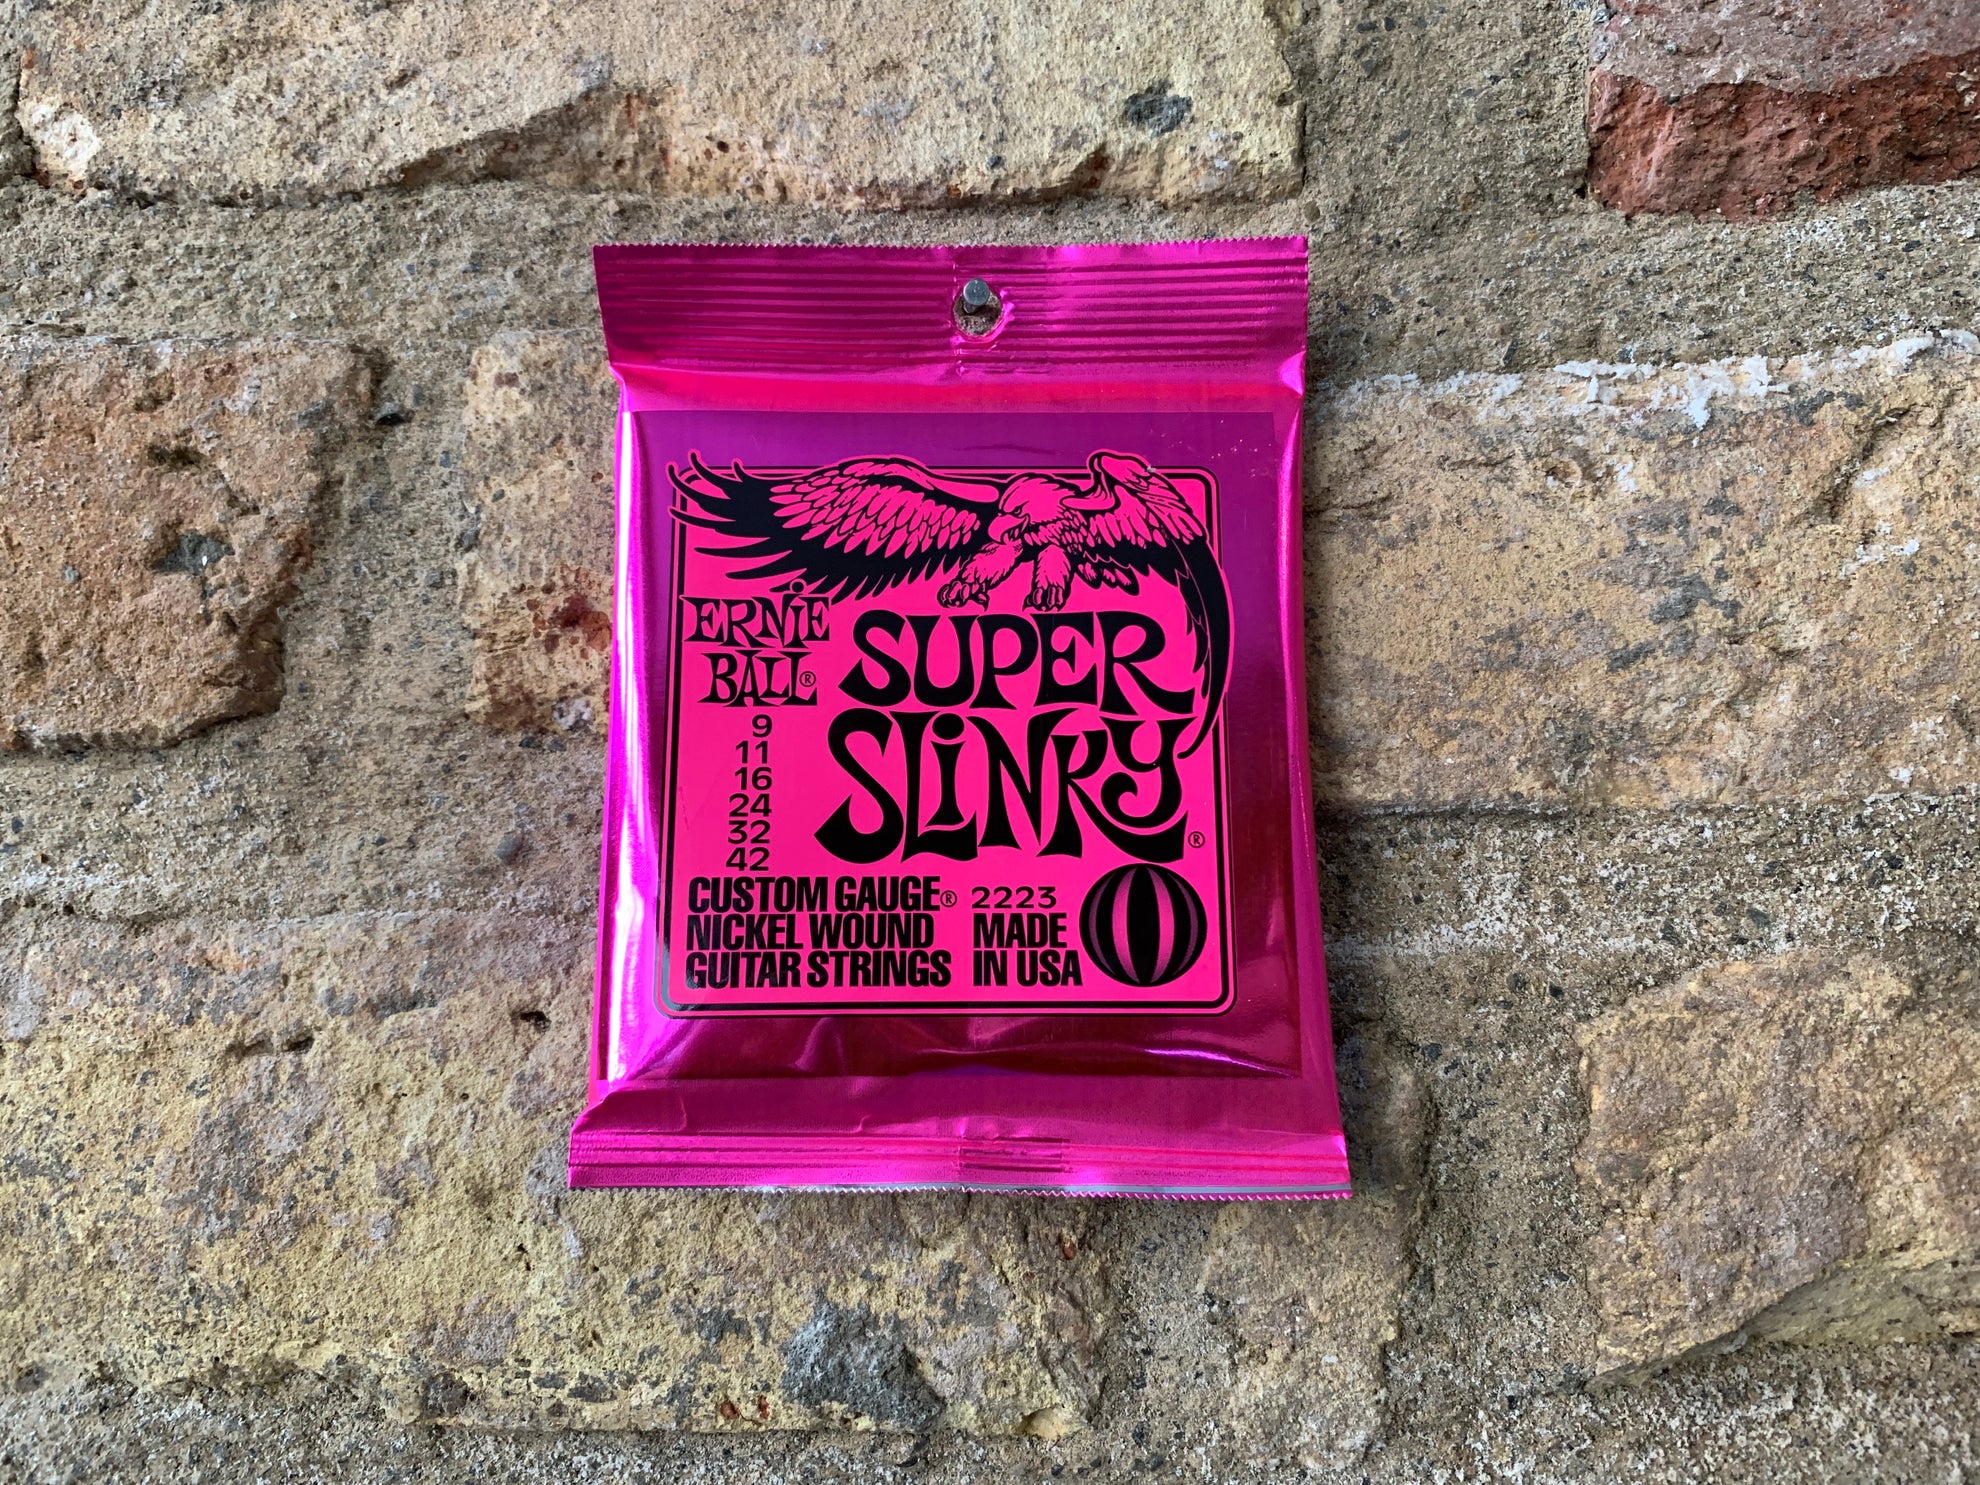 ERNiE
BALL®
SUPER
SLiNKY®
9
11
16
24
32
42
CUSTOM GAUGE®
NICKEL WOUND
GUITAR STRINGS
2223
MADE
IN USA